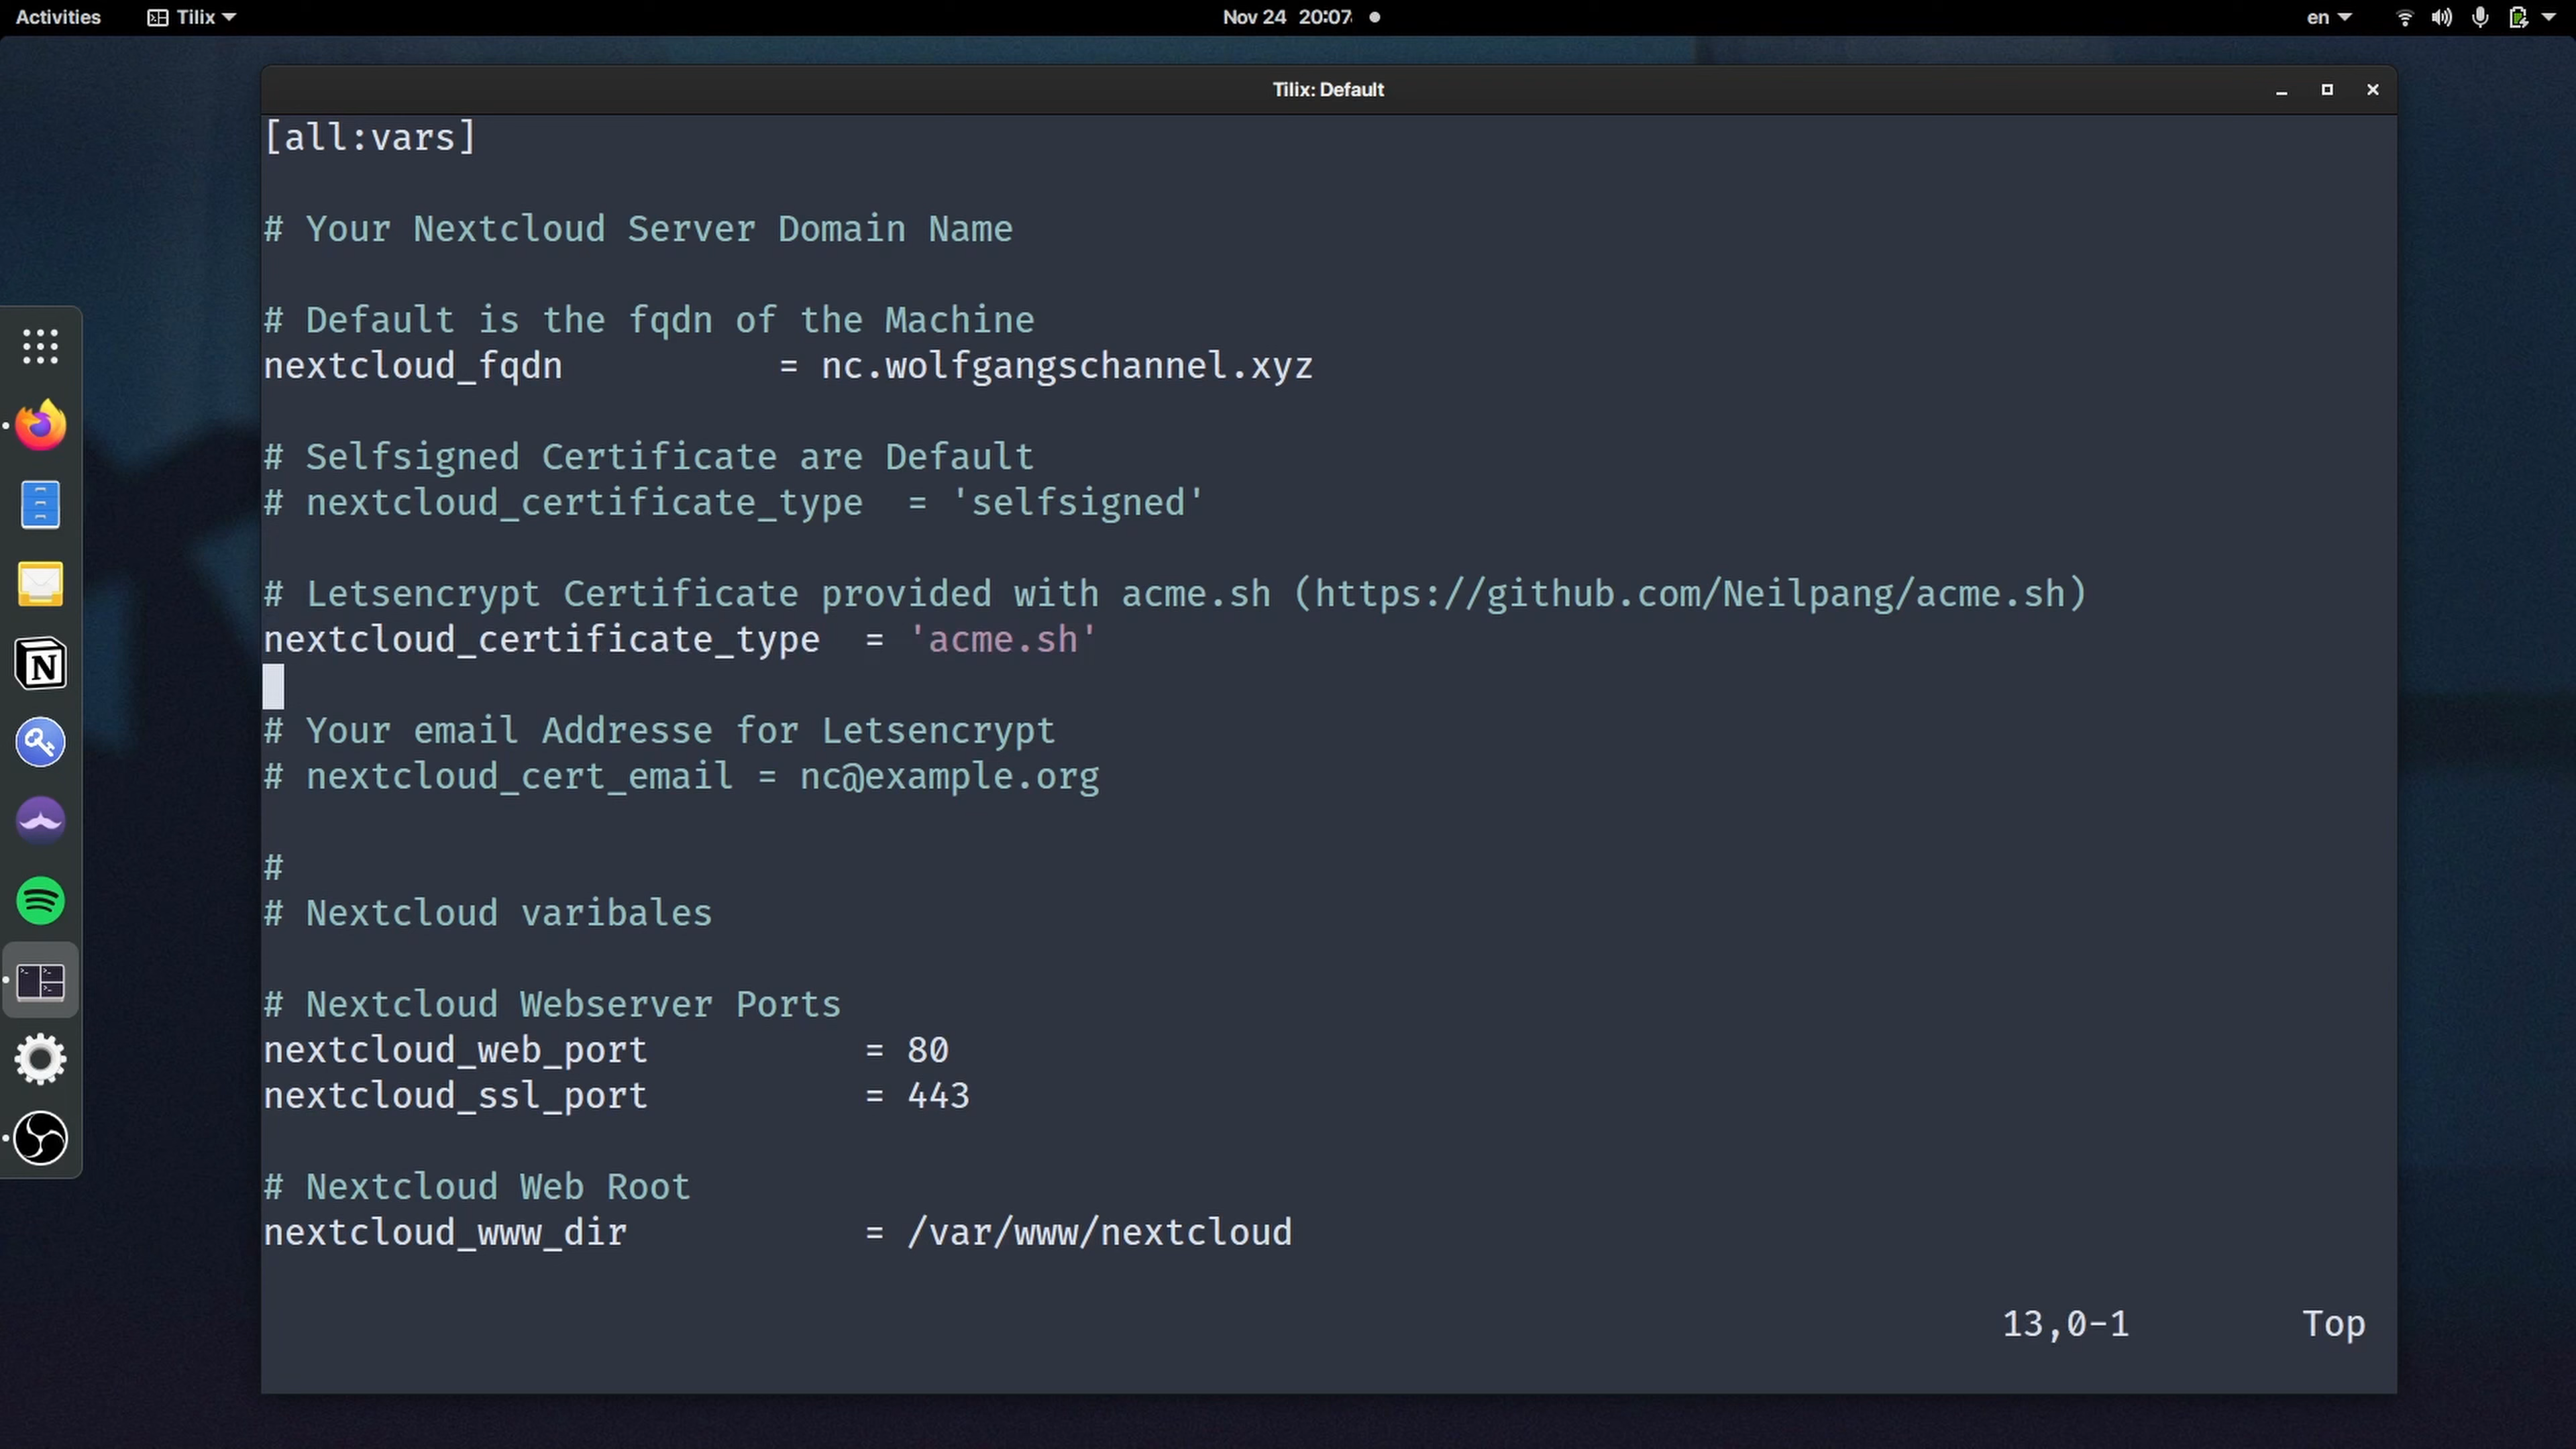 Activities Tilix Nov 24 20:07 en
Tilix: Default
[all:vars]
# Your Nextcloud Server Domain Name
# Default is the fqdn of the Machine
nextcloud_fqdn = nc.wolfgangschannel.xyz
# Selfsigned Certificate are Default
# nextcloud_certificate_type = 'selfsigned'
# Letsencrypt Certificate provided with acme.sh (https://github.com/Neilpang/acme.sh)
nextcloud_certificate_type = 'acme.sh'
# Your email Addresse for Letsencrypt
# nextcloud_cert_email = nc@example.org
#
# Nextcloud varibales
# Nextcloud Webserver Ports
nextcloud_web_port = 80
nextcloud_ssl_port = 443
# Nextcloud Web Root
nextcloud_www_dir = /var/www/nextcloud
13,0-1 Top